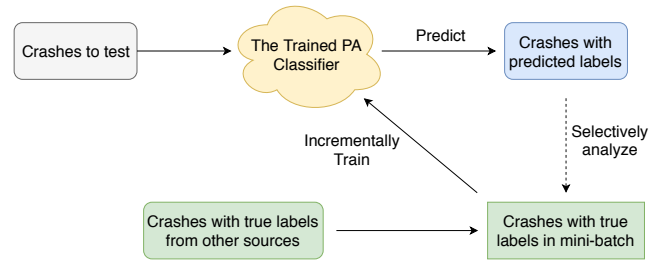 Crashes to test
The Trained PA
Classifier
Predict
Crashes with
predicted labels
Selectively
analyze
Incrementally
Train
Crashes with true labels
from other sources
Crashes with true
labels in mini-batch